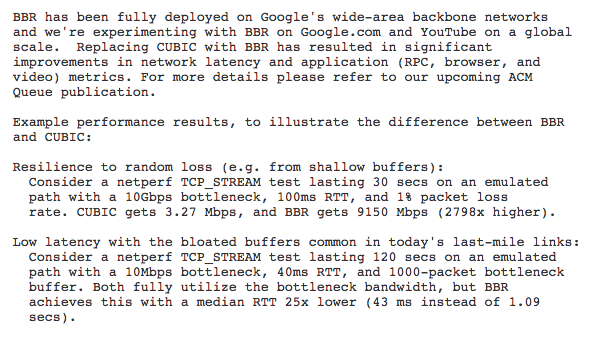 BBR has been fully deployed on Google's wide-area backbone networks
and we're experimenting with BBR on Google.com and YouTube on a global
scale.  Replacing CUBIC with BBR has resulted in significant
improvements in network latency and application (RPC, browser, and
video) metrics. For more details please refer to our upcoming ACM
Queue publication.

Example performance results, to illustrate the difference between BBR
and CUBIC:

Resilience to random loss (e.g. from shallow buffers):
  Consider a netperf TCP_STREAM test lasting 30 secs on an emulated
  path with a 10Gbps bottleneck, 100ms RTT, and 1% packet loss
  rate. CUBIC gets 3.27 Mbps, and BBR gets 9150 Mbps (2798x higher).

Low latency with the bloated buffers common in today's last-mile links:
  Consider a netperf TCP_STREAM test lasting 120 secs on an emulated
  path with a 10Mbps bottleneck, 40ms RTT, and 1000-packet bottleneck
  buffer. Both fully utilize the bottleneck bandwidth, but BBR
  achieves this with a median RTT 25x lower (43 ms instead of 1.09
  secs).